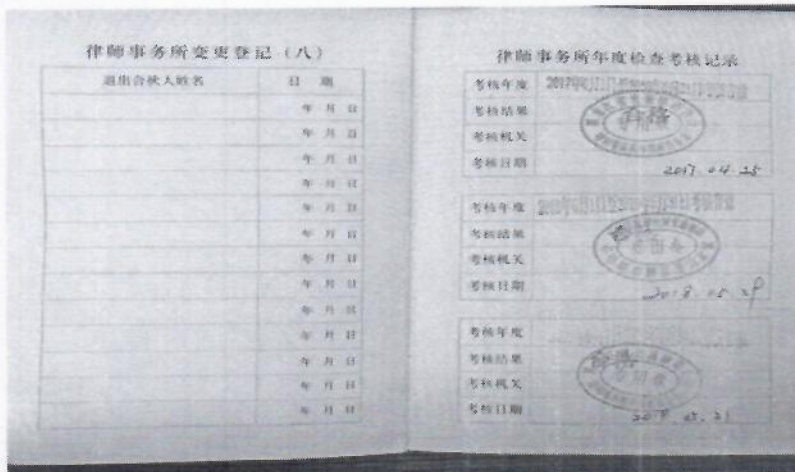 律师事务所变更登记（八）
退出合伙人姓名 日 期
年 月 日
年 月 日
年 月 日
年 月 日
年 月 日
年 月 日
年 月 日
年 月 日
年 月 日
年 月 日
年 月 日
年 月 日
年 月 日
律师事务所年度检查考核记录
考核年度
考核结果 合格
考核机关
考核日期 2017.04.25
考核年度
考核结果
考核机关
考核日期 2018.05.29
考核年度
考核结果
考核机关
考核日期